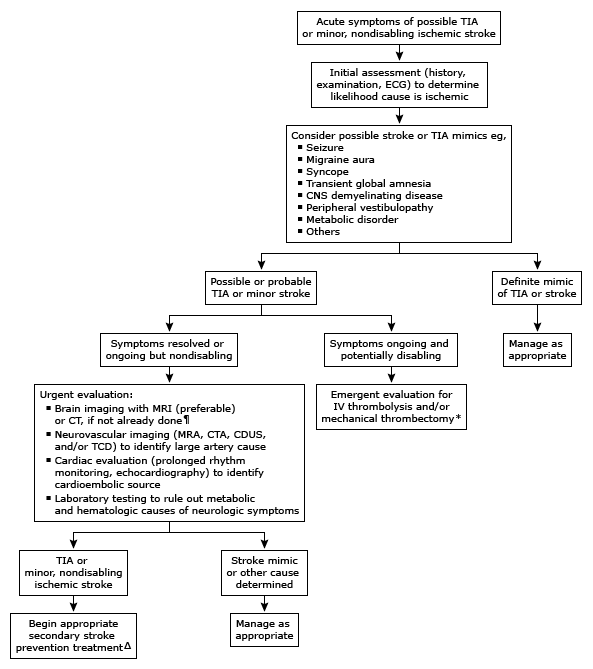 Acute symptoms of possible TIA
or minor, nondisabling ischemic stroke
Initial assessment (history,
examination, ECG) to determine
likelihood cause is ischemic
Consider possible stroke or TIA mimics eg,
▪ Seizure
▪ Migraine aura
▪ Syncope
▪ Transient global amnesia
▪ CNS demyelinating disease
▪ Peripheral vestibulopathy
▪ Metabolic disorder
▪ Others
Possible or probable
TIA or minor stroke
Definite mimic
of TIA or stroke
Symptoms resolved or
ongoing but nondisabling
Symptoms ongoing and
potentially disabling
Manage as
appropriate
Urgent evaluation:
▪ Brain imaging with MRI (preferable)
or CT, if not already done¶
▪ Neurovascular imaging (MRA, CTA, CDUS,
and/or TCD) to identify large artery cause
▪ Cardiac evaluation (prolonged rhythm
monitoring, echocardiography) to identify
cardioembolic source
▪ Laboratory testing to rule out metabolic
and hematologic causes of neurologic symptoms
Emergent evaluation for
IV thrombolysis and/or
mechanical thrombectomy*
TIA or
minor, nondisabling
ischemic stroke
Stroke mimic
or other cause
determined
Begin appropriate
secondary stroke
prevention treatmentΔ
Manage as
appropriate